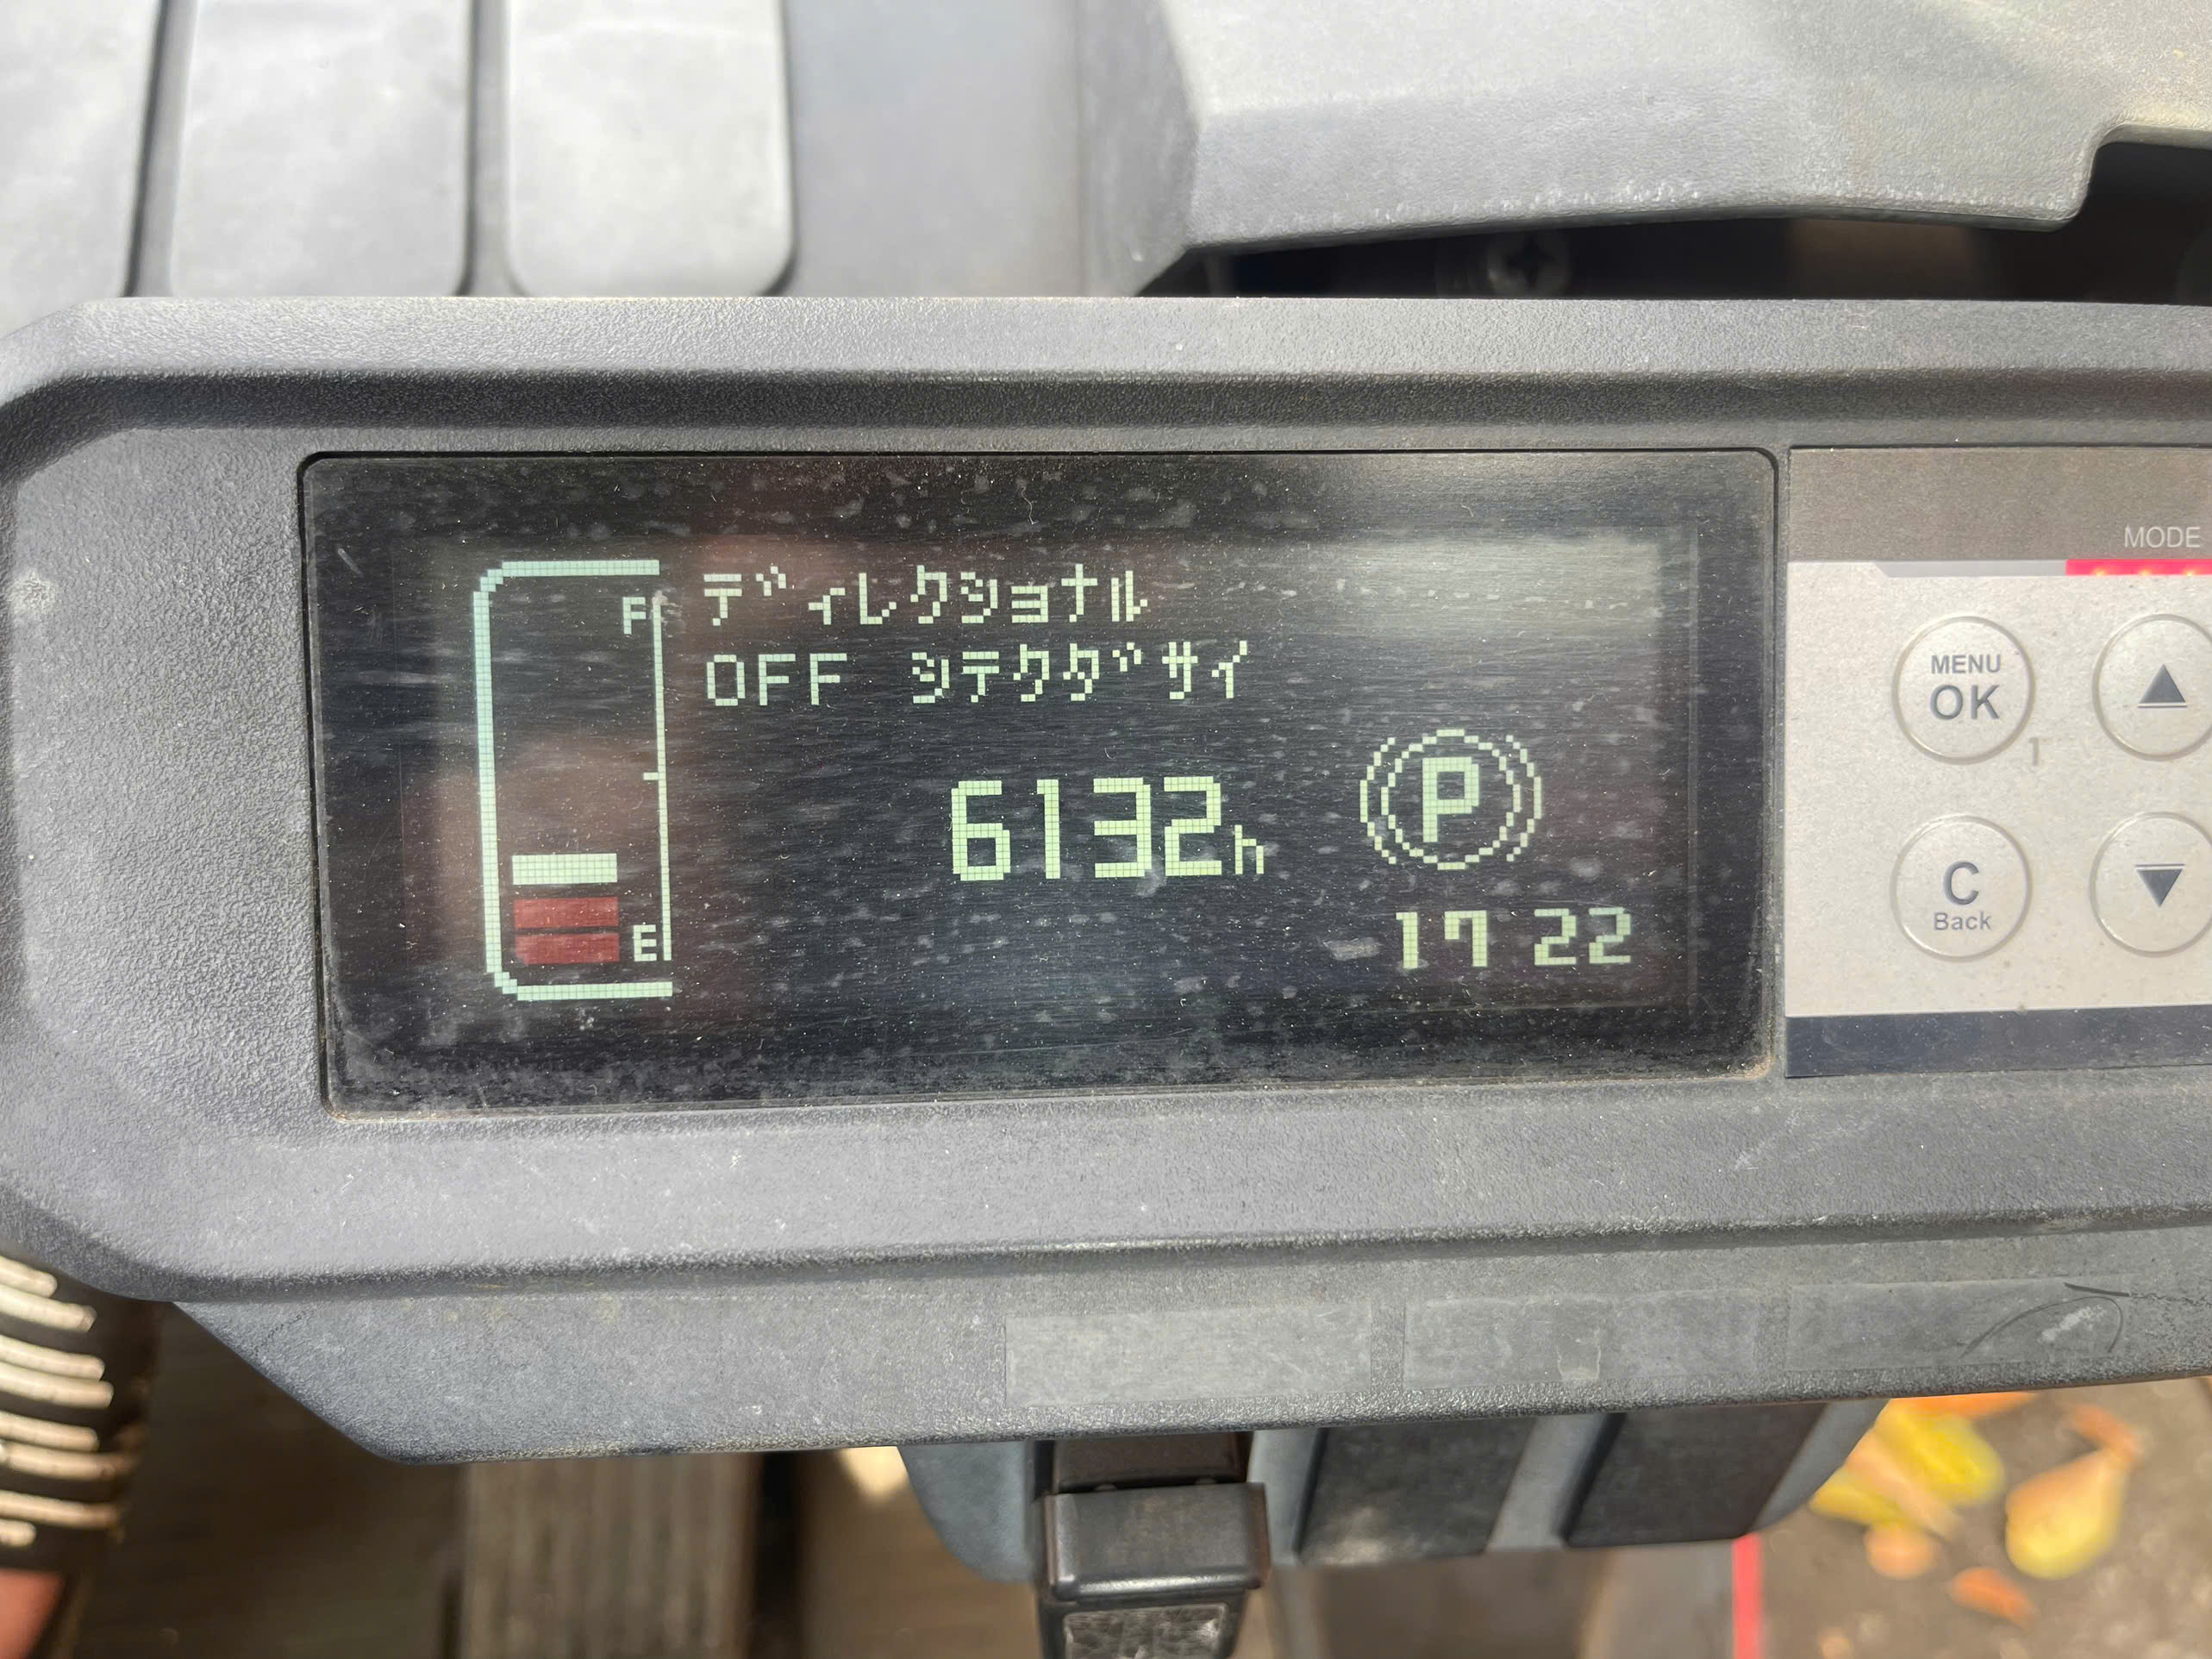 F
ディレクショナル
OFF シテクダサイ
6132h
P
17 22
E
MODE
MENU
OK
C
Back